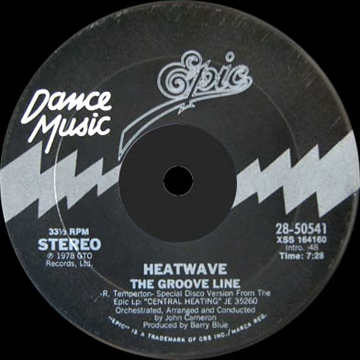 Dance
Music
Epic
33⅓ RPM
STEREO
℗ 1978 GTO
Records, Ltd.
28-50541
XSS 164160
Intro. :48
Time: 7:28
HEATWAVE
THE GROOVE LINE
-R. Temperton- Special Disco Version From The
Epic Lp: "CENTRAL HEATING" JE 35260
Orchestrated, Arranged and Conducted
by John Cameron
Produced by Barry Blue
"EPIC" IS A TRADEMARK OF CBS INC./MARCA REG.